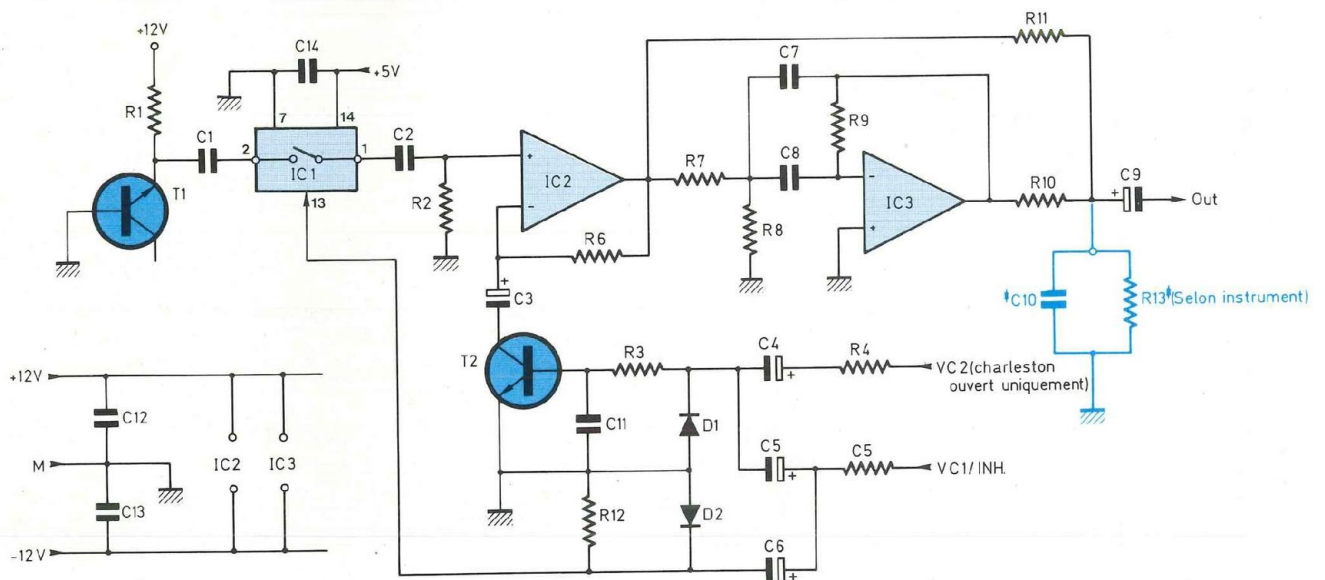 R11
+12V
C14
+5V
C7
R1
7
14
R9
C1
C2
2
1
IC1
C8
T1
13
+
IC2
-
R7
-
IC3
+
R10
+
C9
Out
R2
R8
R6
+
C3
*C10
R13*(Selon instrument)
T2
R3
C4
+
R4
VC2(charleston
ouvert uniquement)
+12V
C12
C11
D1
M
IC2
IC3
C5
+
C5
VC1/INH.
C13
R12
D2
-12V
C6
+